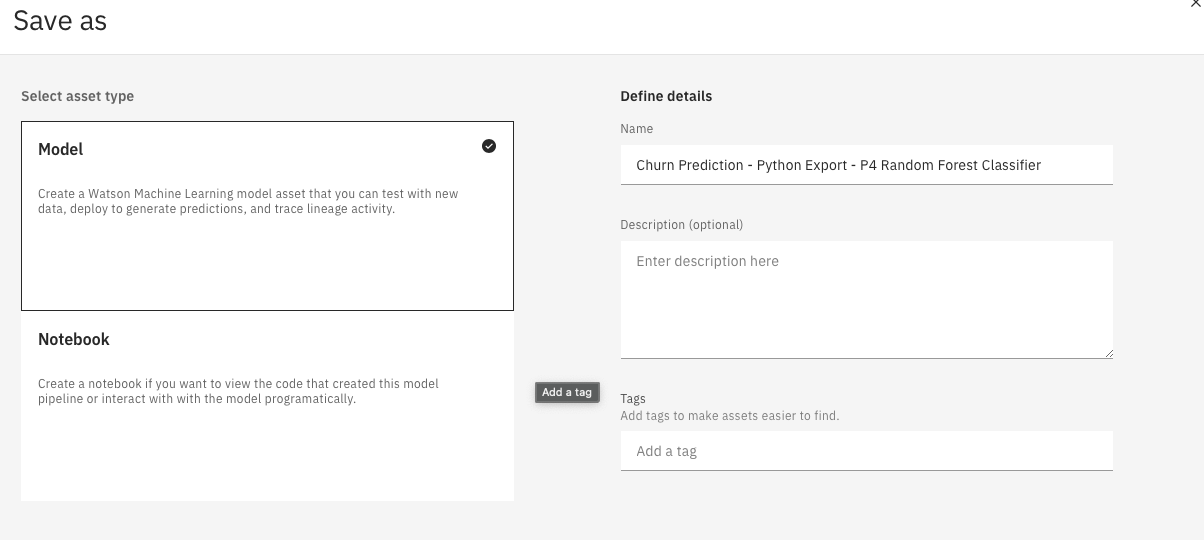 Save as
Select asset type
Model
Create a Watson Machine Learning model asset that you can test with new
data, deploy to generate predictions, and trace lineage activity.
Notebook
Create a notebook if you want to view the code that created this model
pipeline or interact with with the model programatically.
Add a tag
Define details
Name
Churn Prediction - Python Export - P4 Random Forest Classifier
Description (optional)
Enter description here
Tags
Add tags to make assets easier to find.
Add a tag